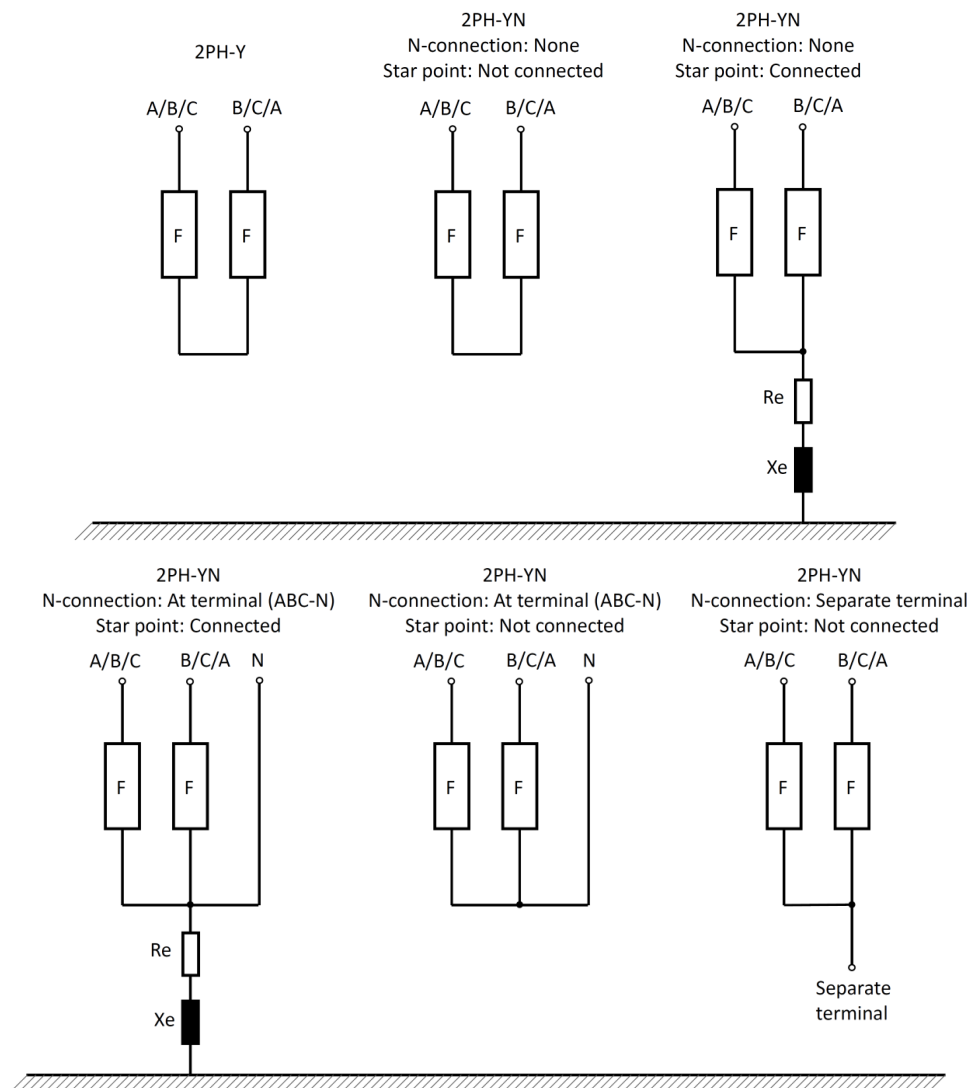 2PH-Y
A/B/C B/C/A
F F
2PH-YN
N-connection: None
Star point: Not connected
A/B/C B/C/A
F F
2PH-YN
N-connection: None
Star point: Connected
A/B/C B/C/A
F F
Re
Xe
2PH-YN
N-connection: At terminal (ABC-N)
Star point: Connected
A/B/C B/C/A N
F F
Re
Xe
2PH-YN
N-connection: At terminal (ABC-N)
Star point: Not connected
A/B/C B/C/A N
F F
2PH-YN
N-connection: Separate terminal
Star point: Not connected
A/B/C B/C/A
F F
Separate
terminal